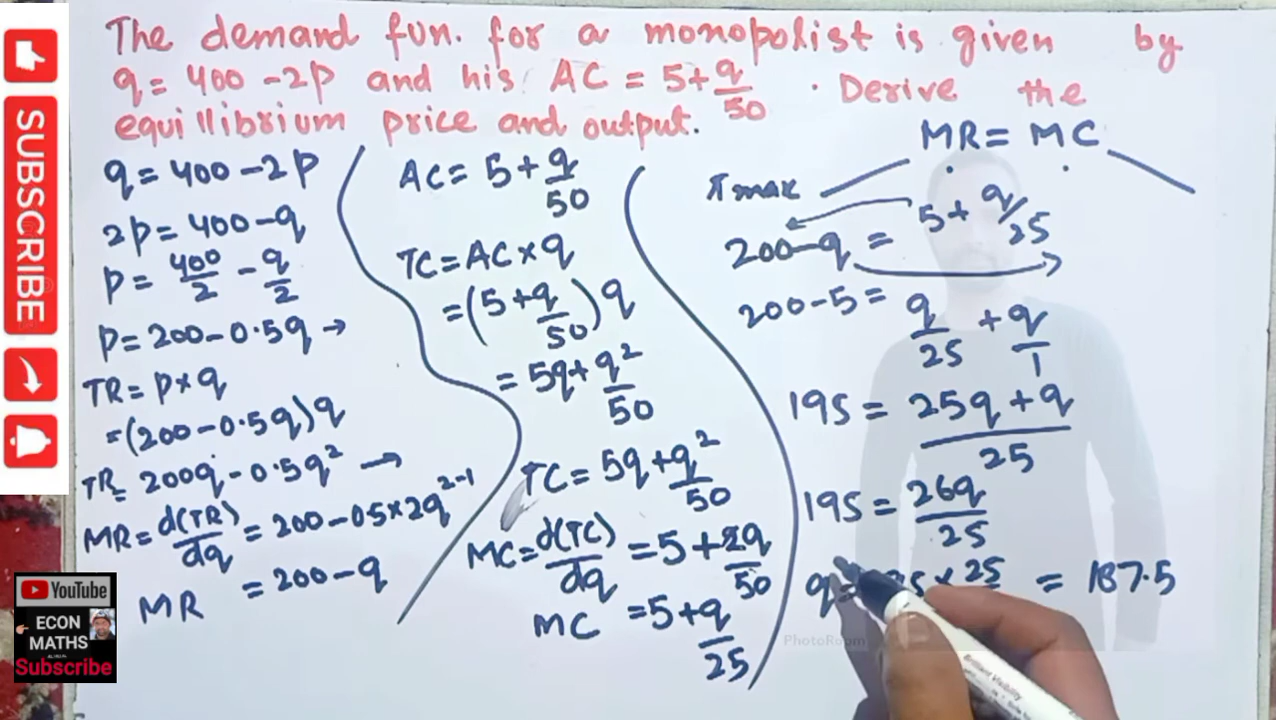 The demand fun. for a monopolist is given by
q = 400 - 2P and his AC = 5 + q/50 . Derive the
equillibrium price and output.
q = 400 - 2P
2P = 400 - q
P = 400/2 - q/2
P = 200 - 0.5q →
TR = P × q
= (200 - 0.5q) q
TR = 200q - 0.5q² →
MR = d(TR)/dq = 200 - 0.5 × 2q²⁻¹
MR = 200 - q
AC = 5 + q/50
TC = AC × q
= (5 + q/50) q
= 5q + q²/50
TC = 5q + q²/50
MC = d(TC)/dq = 5 + 2q/50
MC = 5 + q/25
MR = MC
π max
200 - q = 5 + q/25
200 - 5 = q/25 + q/1
195 = 25q + q/25
195 = 26q/25
q = × 25 = 187.5
SUBSCRIBE
YouTube
ECON
MATHS
Subscribe
PhotoRoom